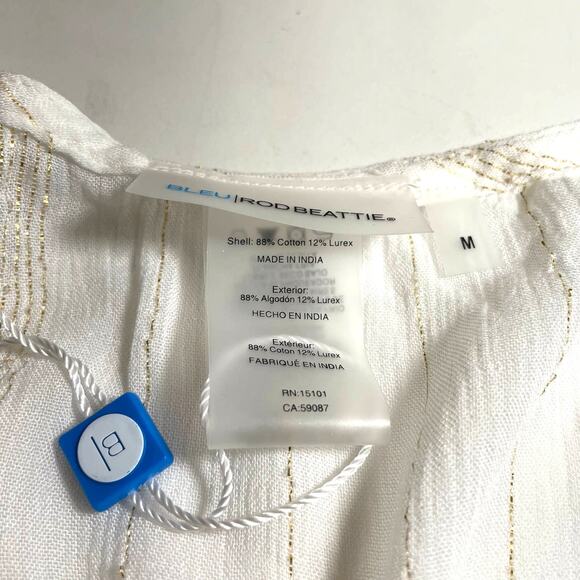 BLEU|ROD BEATTIE®
M
Shell: 88% Cotton 12% Lurex
MADE IN INDIA
Exterior:
88% Algodón 12% Lurex
HECHO EN INDIA
Extérieur:
88% Coton 12% Lurex
FABRIQUÉ EN INDIA
RN:15101
CA:59087
B